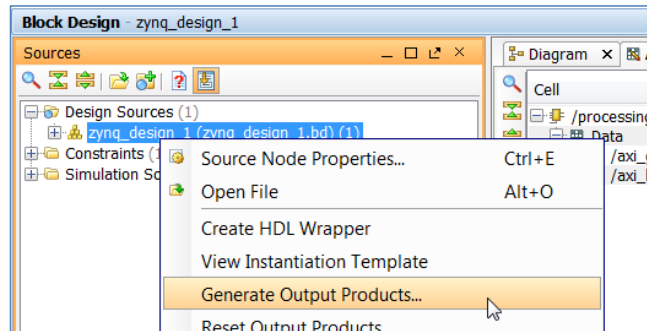 Block Design - zynq_design_1
Sources
Diagram
Design Sources (1)
zynq_design_1 (zynq_design_1.bd) (1)
Constraints (1
Simulation So
Cell
/processing
Data
/axi_
/axi_
Source Node Properties... Ctrl+E
Open File Alt+O
Create HDL Wrapper
View Instantiation Template
Generate Output Products...
Reset Output Products